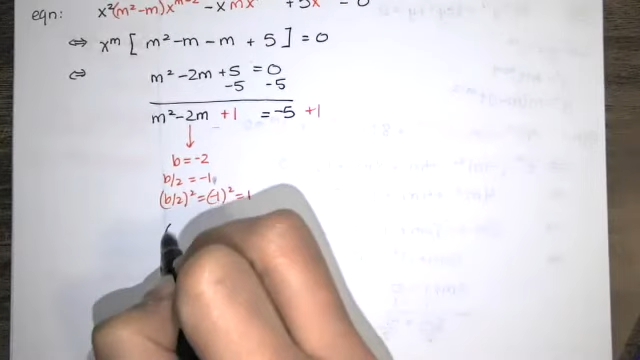 eqn: x²(m²-m)x^(m-2) - x mx + 5x = 0
⇔ x^m [ m²-m-m+5 ] = 0
⇔ m²-2m+5 = 0
-5 -5
m²-2m +1 = -5 +1
↓
b = -2
b/2 = -1
(b/2)² = (-1)² = 1
(